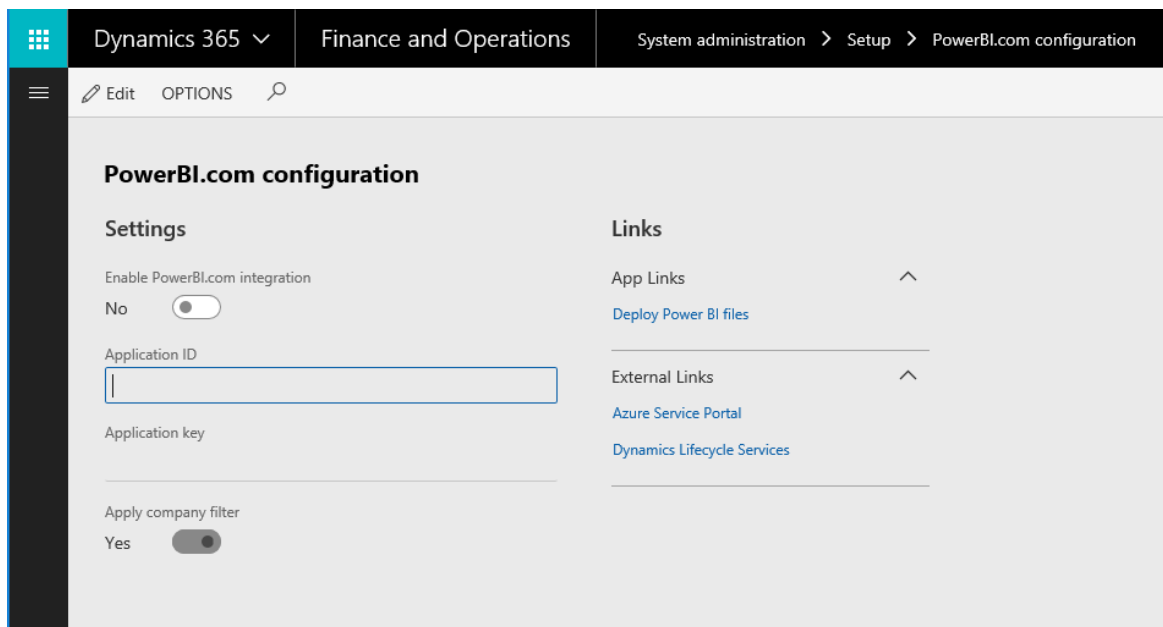 Dynamics 365 Finance and Operations System administration > Setup > PowerBI.com configuration
Edit OPTIONS
PowerBI.com configuration
Settings
Enable PowerBI.com integration
No
Application ID
Application key
Apply company filter
Yes
Links
App Links
Deploy Power BI files
External Links
Azure Service Portal
Dynamics Lifecycle Services